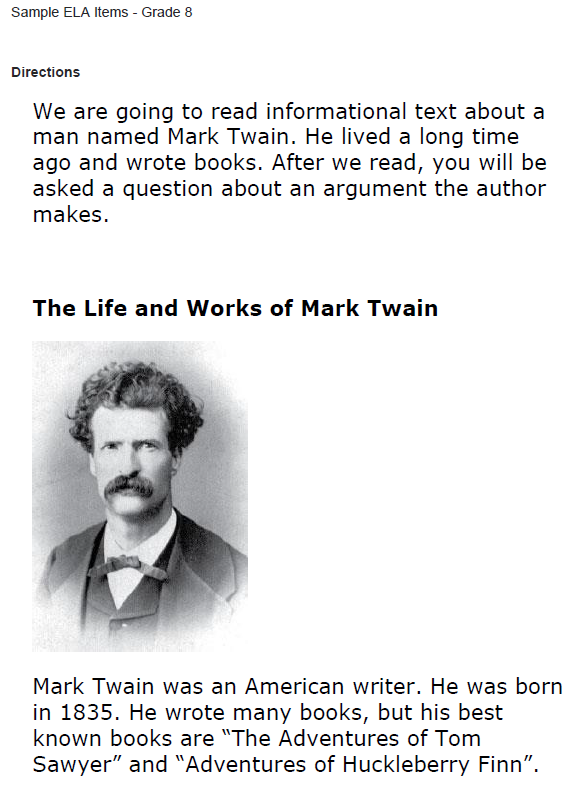 Sample ELA Items - Grade 8
Directions
We are going to read informational text about a
man named Mark Twain. He lived a long time
ago and wrote books. After we read, you will be
asked a question about an argument the author
makes.
The Life and Works of Mark Twain
Mark Twain was an American writer. He was born
in 1835. He wrote many books, but his best
known books are “The Adventures of Tom
Sawyer” and “Adventures of Huckleberry Finn”.